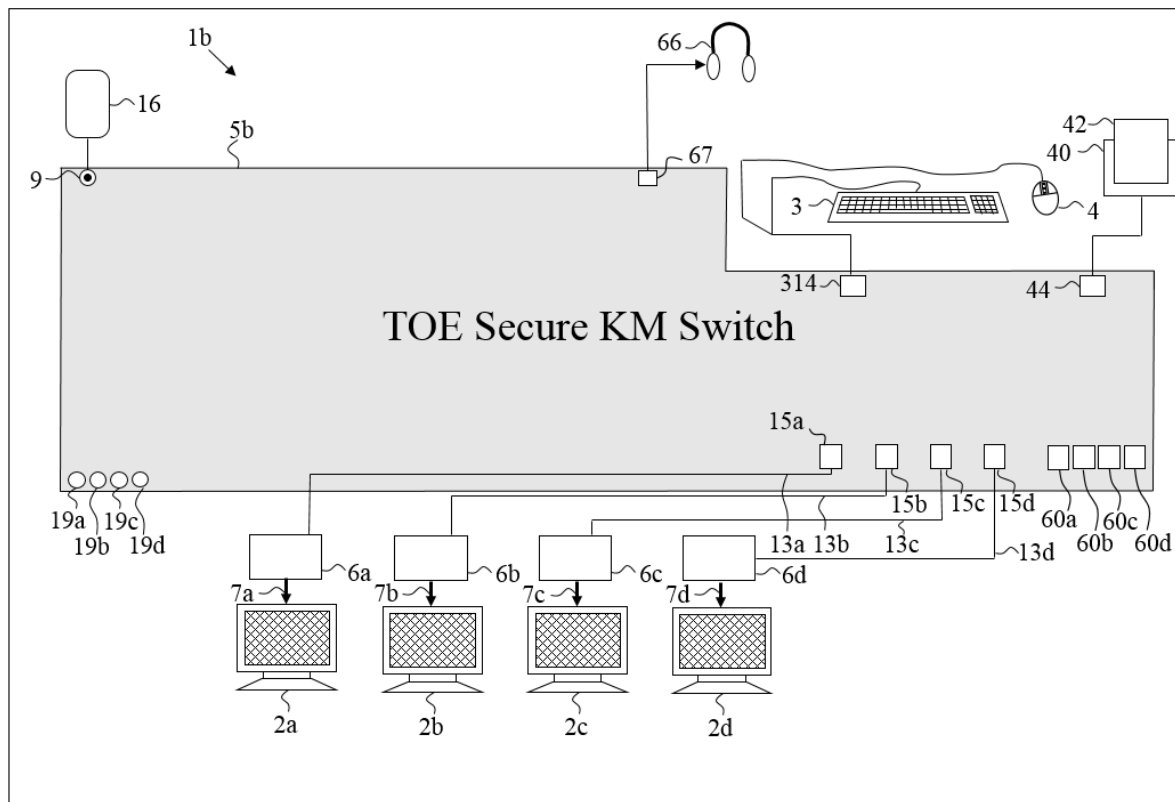 1b
66
16
42
5b
40
9
67
3
4
314
44
TOE Secure KM Switch
15a
15b
15c
15d
19a
19c
60a
60c
19b
19d
13a
13b
13c
60b
60d
13d
6a
6b
6c
6d
7a
7b
7c
7d
2a
2b
2c
2d